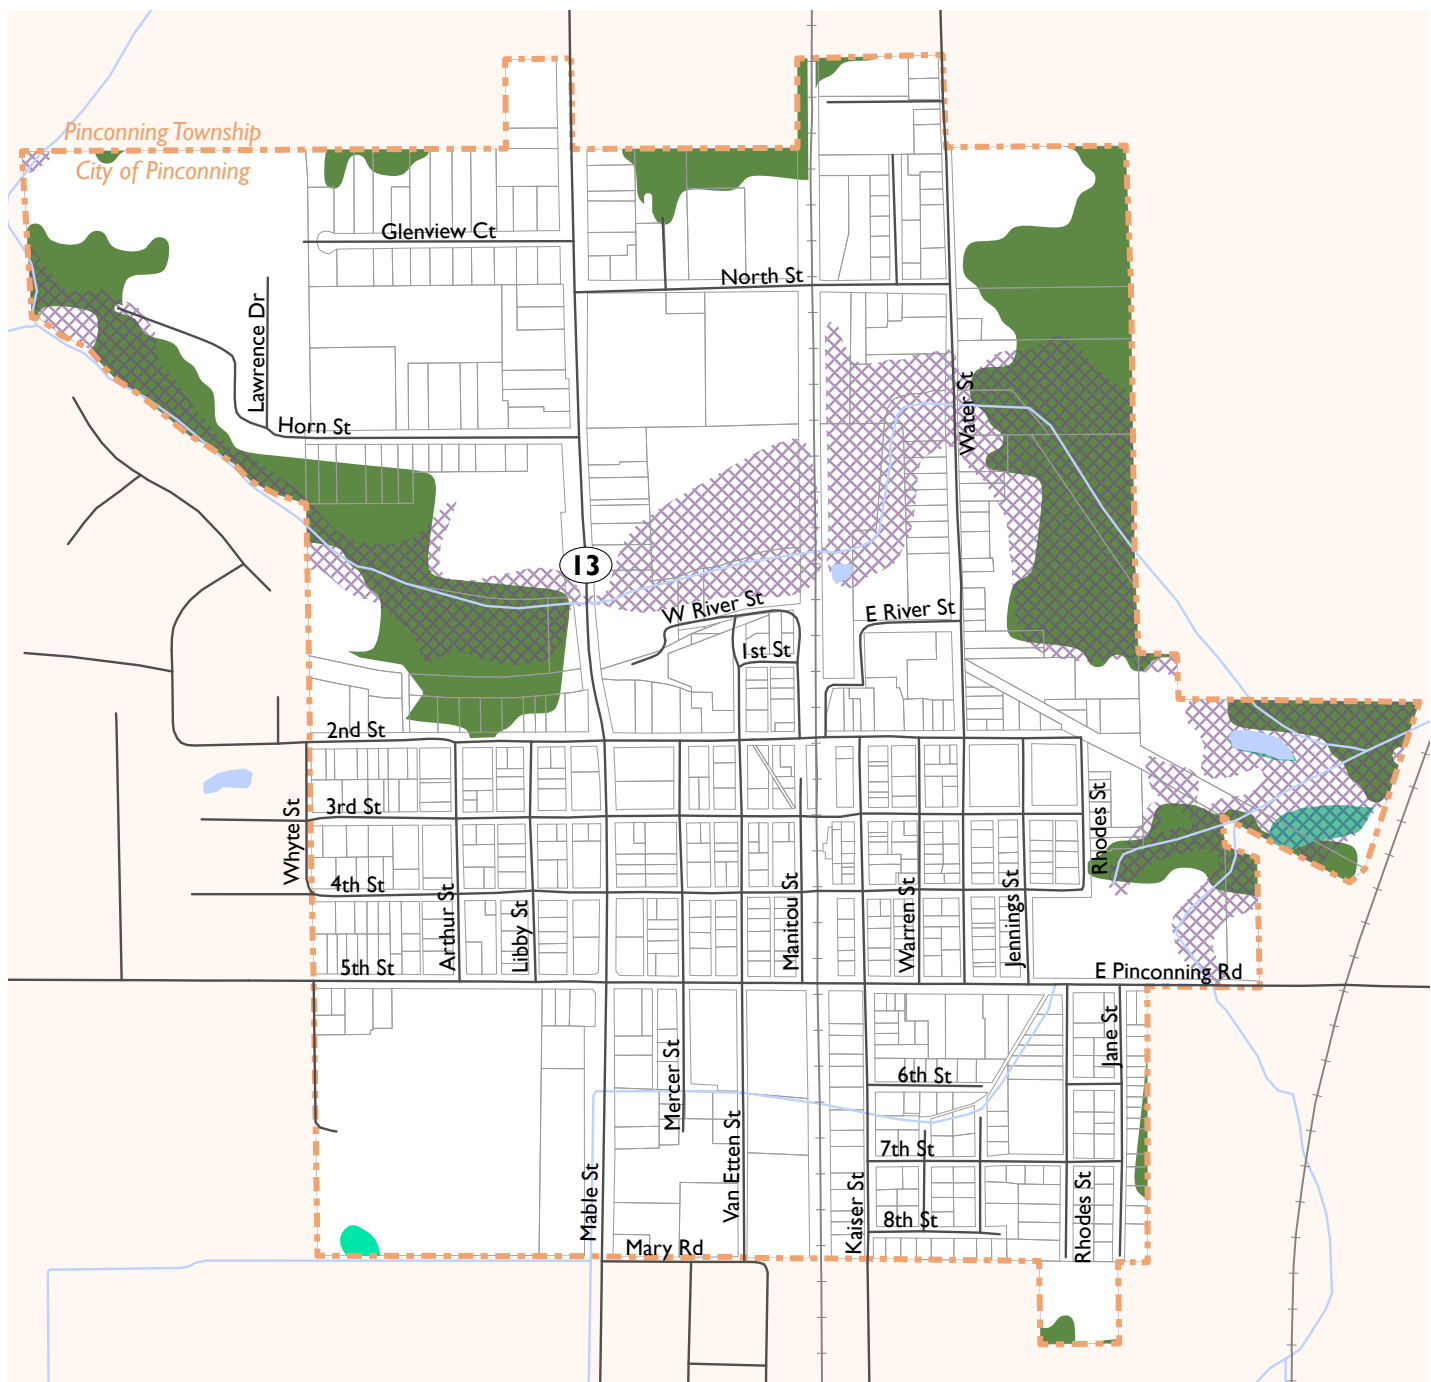 Pinconning Township
City of Pinconning
Glenview Ct
North St
Lawrence Dr
Horn St
Water St
13
W River St
E River St
1st St
2nd St
3rd St
Whyte St
Rhodes St
4th St
Arthur St
Libby St
Manitou St
Warren St
Jennings St
5th St
E Pinconning Rd
Jane St
Mercer St
6th St
Van Etten St
7th St
Mable St
Kaiser St
Rhodes St
8th St
Mary Rd